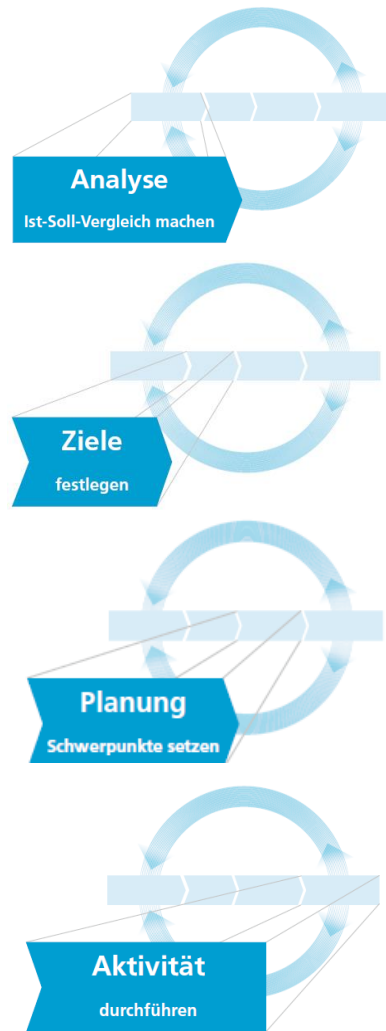 Analyse
Ist-Soll-Vergleich machen
Ziele
festlegen
Planung
Schwerpunkte setzen
Aktivität
durchführen